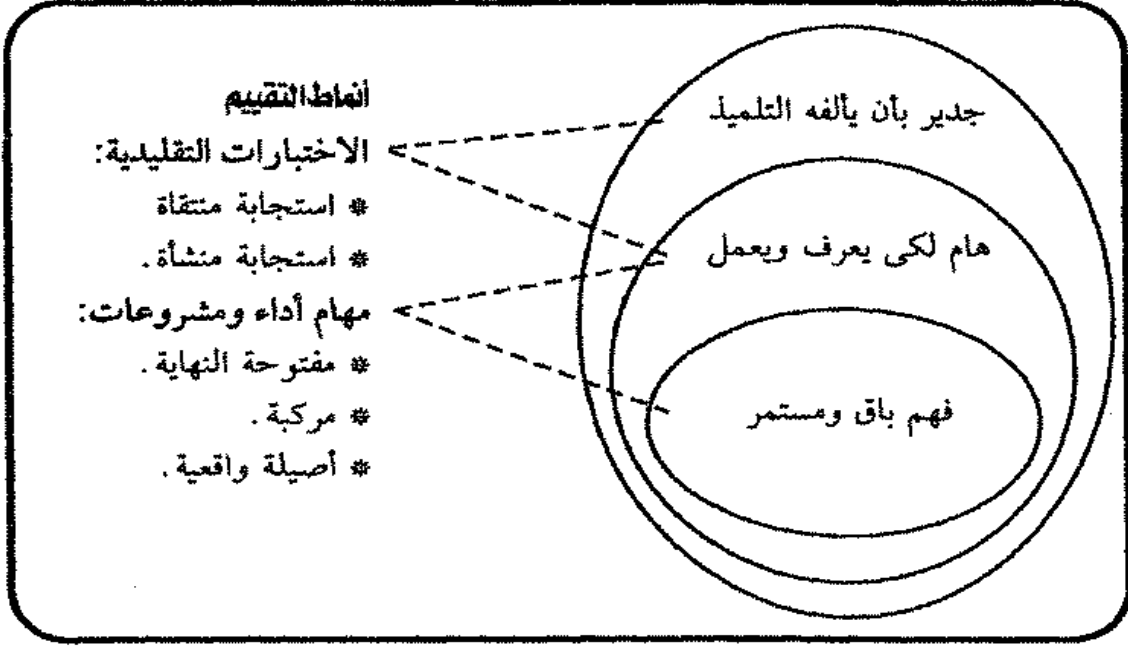 أنماط التقييم
الاختبارات التقليدية:
* استجابة منتقاة
* استجابة منشأة.
مهام أداء ومشروعات:
* مفتوحة النهاية.
* مركبة.
* أصيلة واقعية.
جدير بأن يألفه التلميذ
هام لكى يعرف ويعمل
فهم باق ومستمر